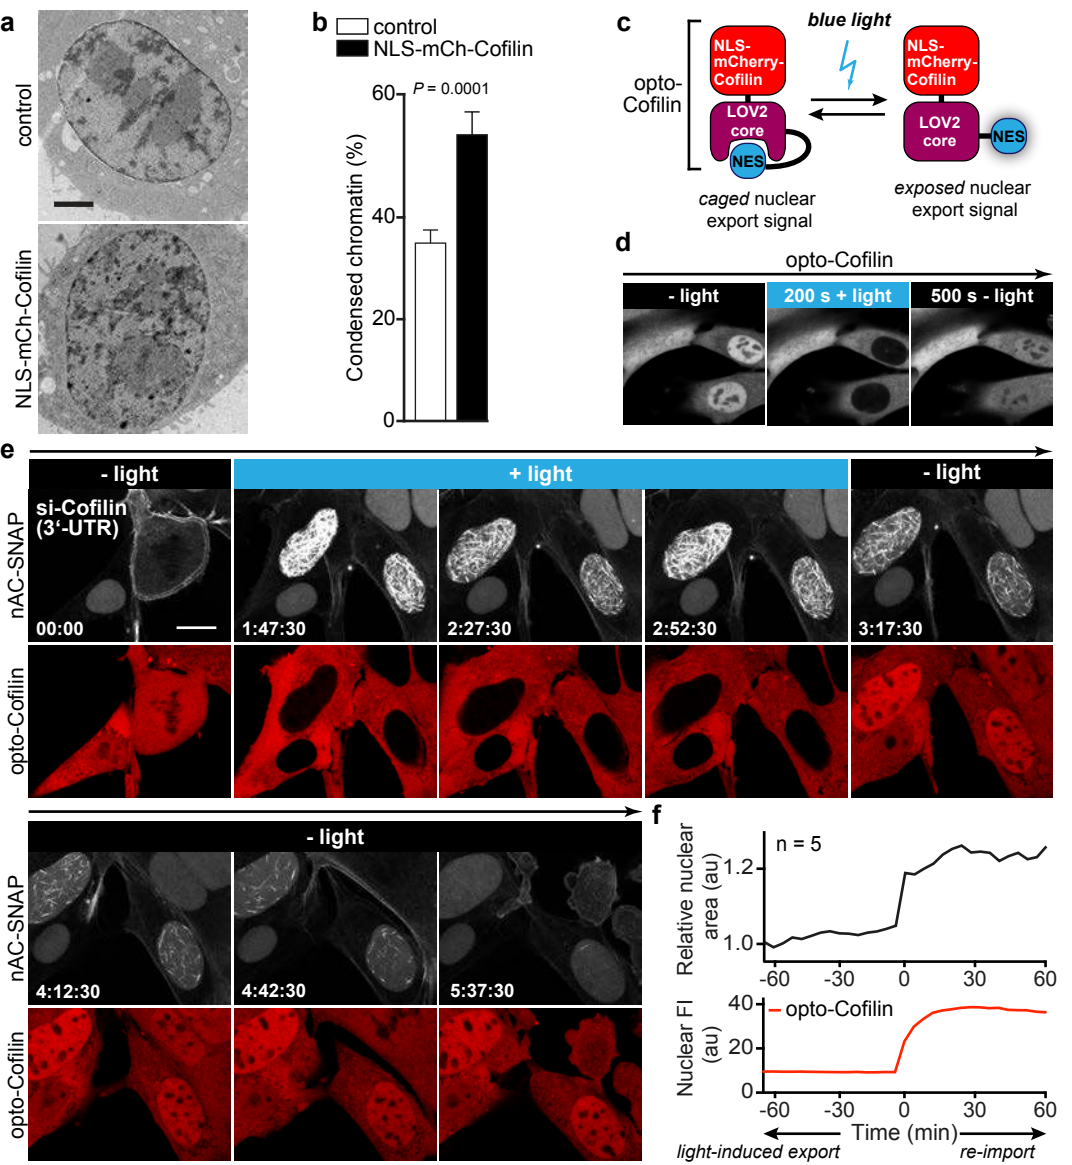 a
control
NLS-mCh-Cofilin
b
control
NLS-mCh-Cofilin
P = 0.0001
Condensed chromatin (%)
60
40
20
0
c
opto-
Cofilin
NLS-
mCherry-
Cofilin
LOV2
core
NES
caged nuclear
export signal
blue light
NLS-
mCherry-
Cofilin
LOV2
core
NES
exposed nuclear
export signal
d
opto-Cofilin
- light
200 s + light
500 s - light
e
- light
+ light
- light
nAC-SNAP
si-Cofilin
(3‘-UTR)
00:00
1:47:30
2:27:30
2:52:30
3:17:30
opto-Cofilin
- light
nAC-SNAP
4:12:30
4:42:30
5:37:30
opto-Cofilin
f
Relative nuclear
area (au)
n = 5
1.2
1.0
-60
-30
0
30
60
Nuclear FI
(au)
opto-Cofilin
40
20
0
-60
-30
0
30
60
Time (min)
light-induced export
re-import